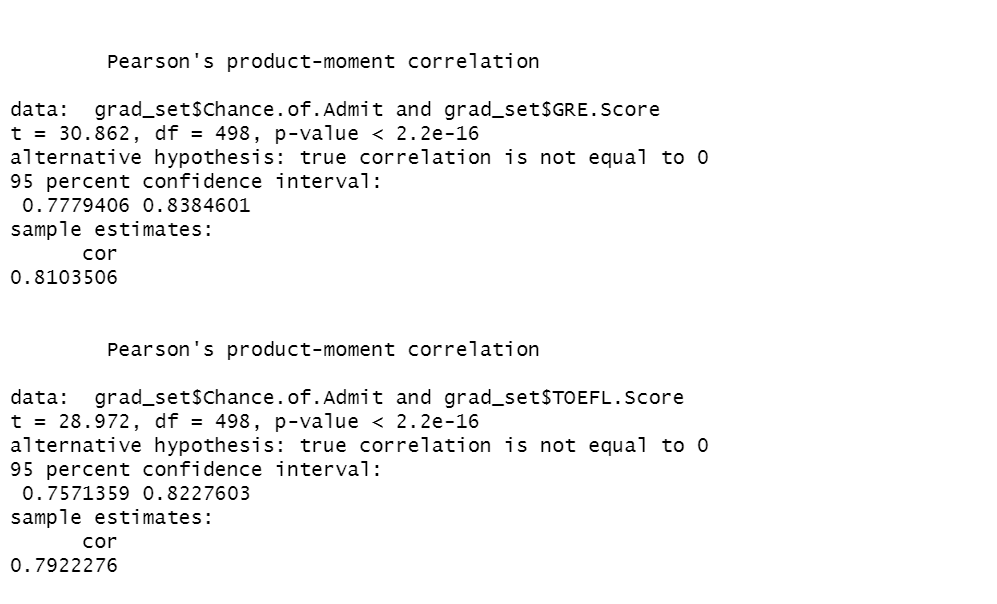 Pearson's product-moment correlation
data:  grad_set$Chance.of.Admit and grad_set$GRE.Score
t = 30.862, df = 498, p-value < 2.2e-16
alternative hypothesis: true correlation is not equal to 0
95 percent confidence interval:
 0.7779406 0.8384601
sample estimates:
      cor
0.8103506
Pearson's product-moment correlation
data:  grad_set$Chance.of.Admit and grad_set$TOEFL.Score
t = 28.972, df = 498, p-value < 2.2e-16
alternative hypothesis: true correlation is not equal to 0
95 percent confidence interval:
 0.7571359 0.8227603
sample estimates:
      cor
0.7922276